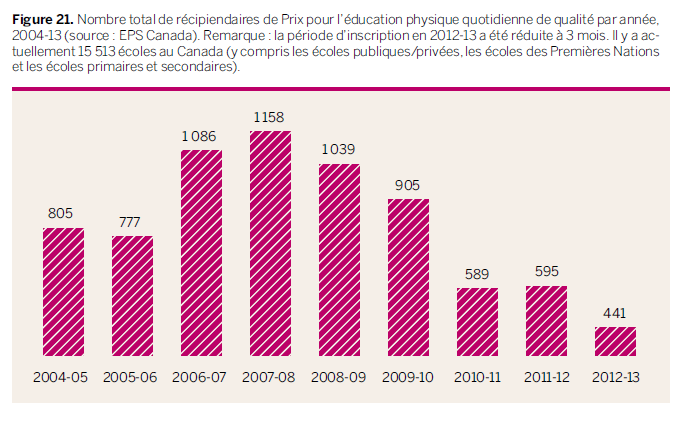 Figure 21. Nombre total de récipiendaires de Prix pour l'éducation physique quotidienne de qualité par année,
2004-13 (source : EPS Canada). Remarque : la période d'inscription en 2012-13 a été réduite à 3 mois. Il y a ac-
tuellement 15 513 écoles au Canada (y compris les écoles publiques/privées, les écoles des Premières Nations
et les écoles primaires et secondaires).
805
777
1 086
1 158
1 039
905
589
595
441
2004-05 2005-06 2006-07 2007-08 2008-09 2009-10 2010-11 2011-12 2012-13